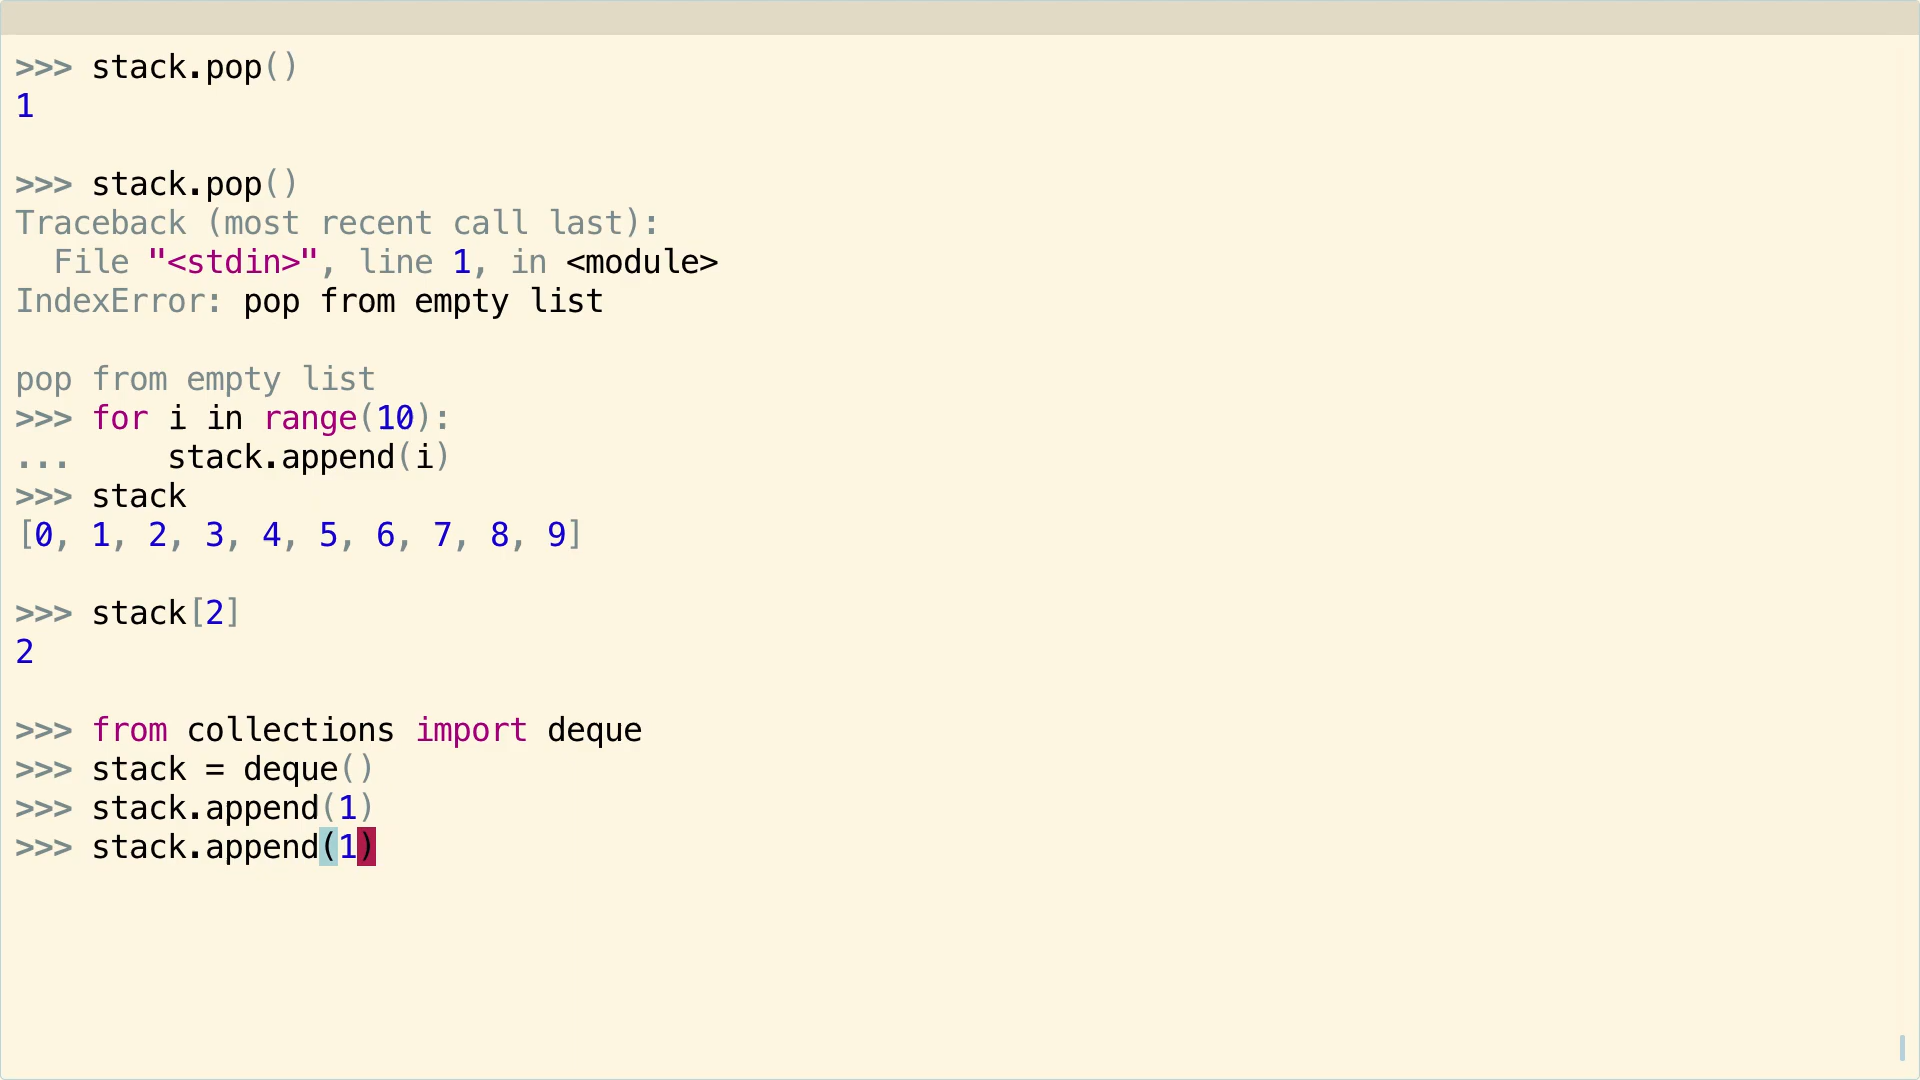 >>> stack.pop()
1
>>> stack.pop()
Traceback (most recent call last):
  File "<stdin>", line 1, in <module>
IndexError: pop from empty list
pop from empty list
>>> for i in range(10):
...     stack.append(i)
>>> stack
[0, 1, 2, 3, 4, 5, 6, 7, 8, 9]
>>> stack[2]
2
>>> from collections import deque
>>> stack = deque()
>>> stack.append(1)
>>> stack.append(1)